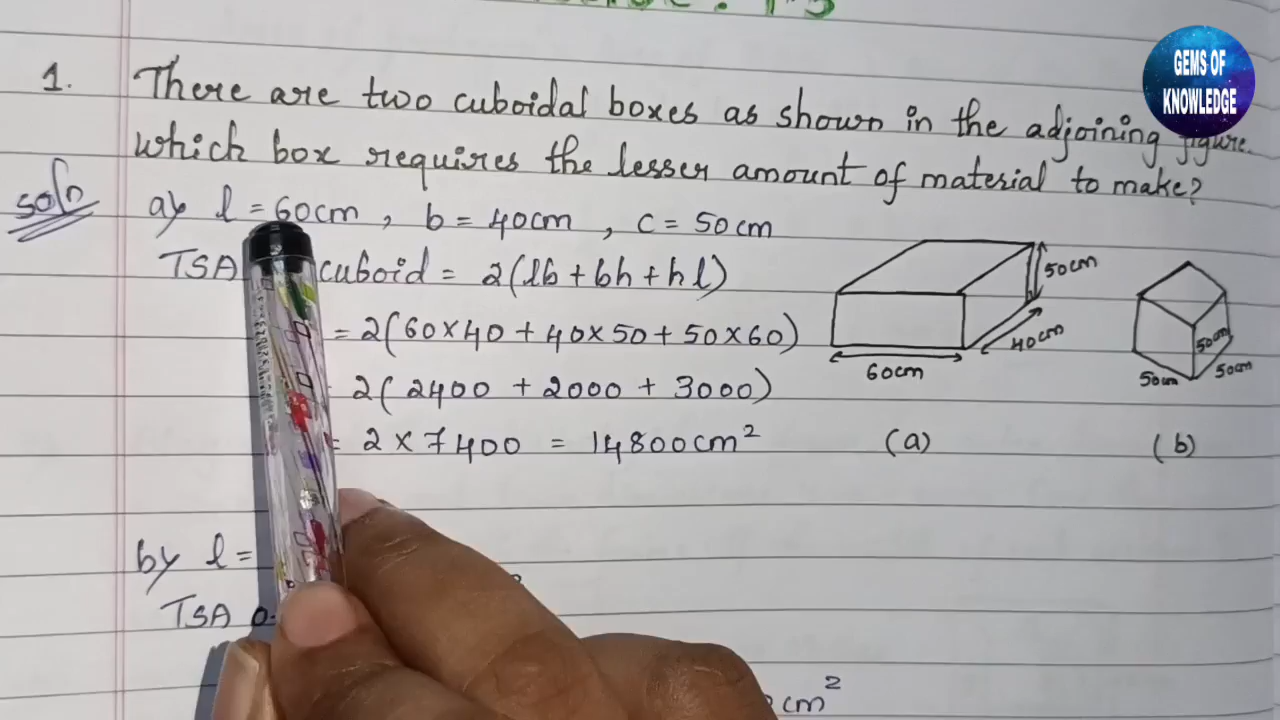 1. There are two cuboidal boxes as shown in the adjoining figure.
which box requires the lesser amount of material to make?
Soln
a) l = 60cm, b = 40cm, c = 50cm
TSA cuboid = 2(lb + bh + hl)
= 2(60×40 + 40×50 + 50×60)
= 2(2400 + 2000 + 3000)
= 2 × 7400 = 14800cm²
50cm
40cm
60cm
(a)
50cm
50cm
50cm
(b)
b) l =
TSA
cm²
GEMS OF
KNOWLEDGE